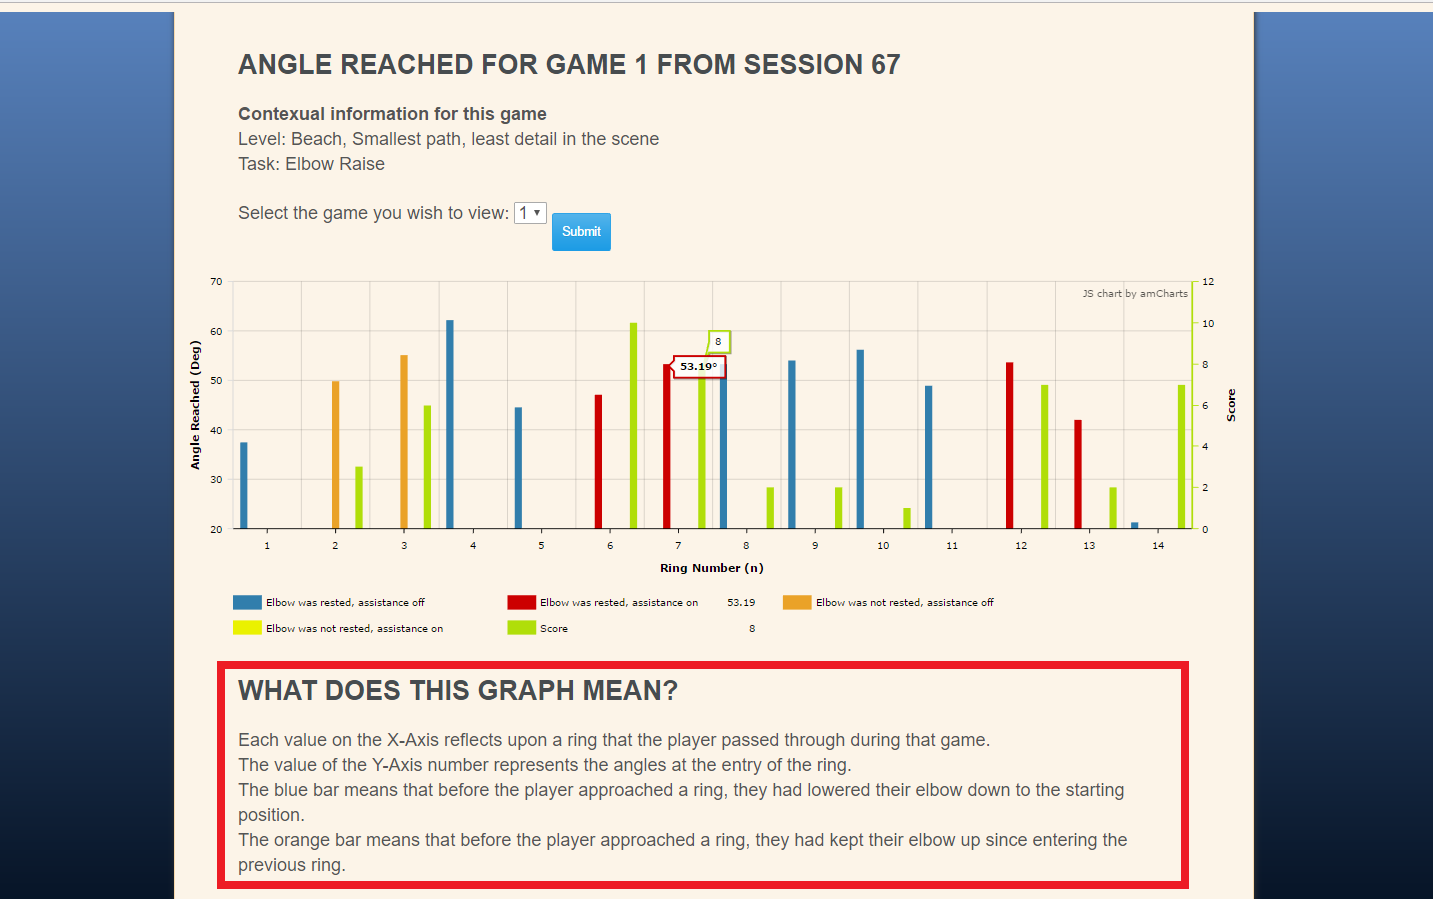 ANGLE REACHED FOR GAME 1 FROM SESSION 67
Contexual information for this game
Level: Beach, Smallest path, least detail in the scene
Task: Elbow Raise
Select the game you wish to view: 1
Submit
JS chart by amCharts
Angle Reached (Deg)
70
60
50
40
30
20
12
10
8
6
4
2
0
Score
8
53.19°
1 2 3 4 5 6 7 8 9 10 11 12 13 14
Ring Number (n)
Elbow was rested, assistance off Elbow was rested, assistance on 53.19 Elbow was not rested, assistance off
Elbow was not rested, assistance on Score 8
WHAT DOES THIS GRAPH MEAN?
Each value on the X-Axis reflects upon a ring that the player passed through during that game.
The value of the Y-Axis number represents the angles at the entry of the ring.
The blue bar means that before the player approached a ring, they had lowered their elbow down to the starting
position.
The orange bar means that before the player approached a ring, they had kept their elbow up since entering the
previous ring.